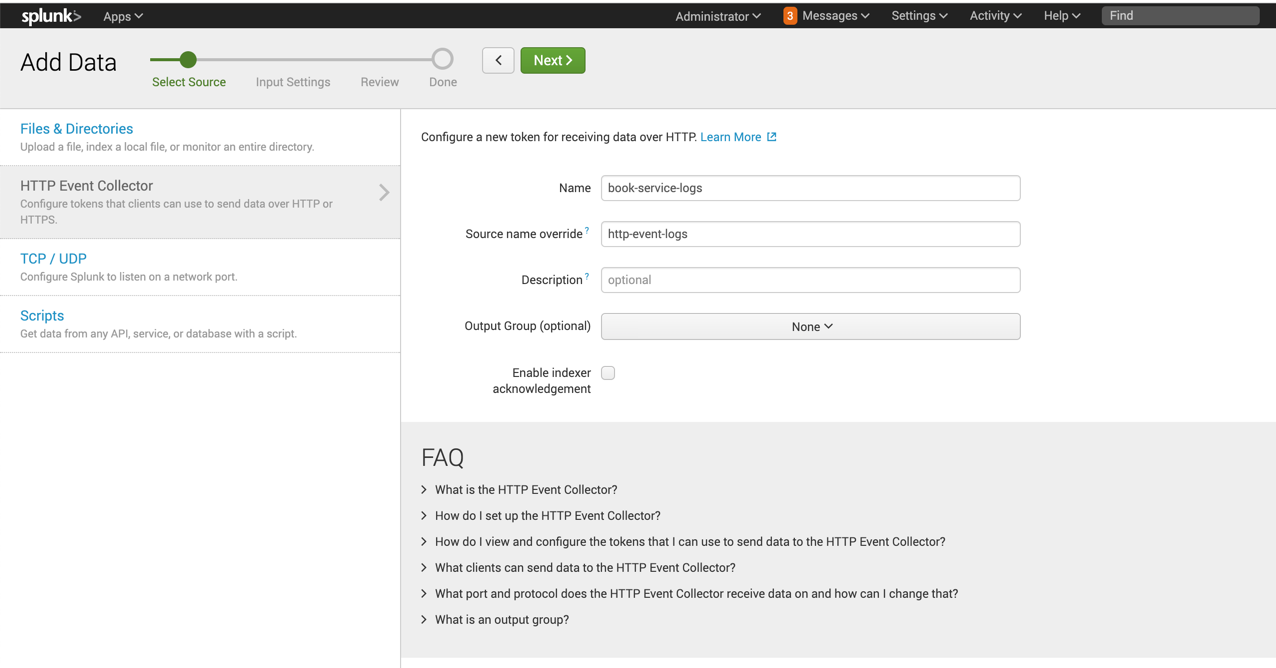 splunk> Apps Administrator 3 Messages Settings Activity Help Find
Add Data
Select Source Input Settings Review Done
< Next >
Files & Directories
Upload a file, index a local file, or monitor an entire directory.
HTTP Event Collector
Configure tokens that clients can use to send data over HTTP or
HTTPS.
TCP / UDP
Configure Splunk to listen on a network port.
Scripts
Get data from any API, service, or database with a script.
Configure a new token for receiving data over HTTP. Learn More
Name book-service-logs
Source name override ? http-event-logs
Description ? optional
Output Group (optional) None
Enable indexer
acknowledgement
FAQ
> What is the HTTP Event Collector?
> How do I set up the HTTP Event Collector?
> How do I view and configure the tokens that I can use to send data to the HTTP Event Collector?
> What clients can send data to the HTTP Event Collector?
> What port and protocol does the HTTP Event Collector receive data on and how can I change that?
> What is an output group?